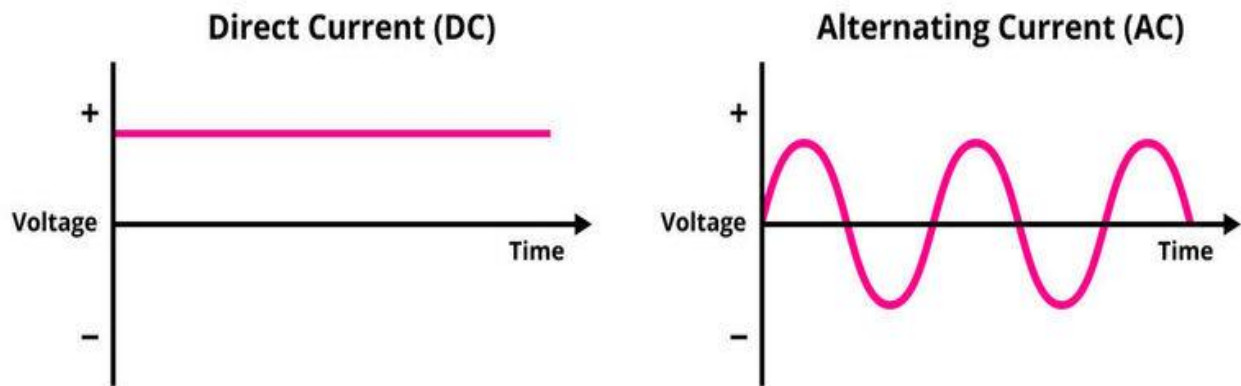 Direct Current (DC)
+
Voltage
Time
–
Alternating Current (AC)
+
Voltage
Time
–